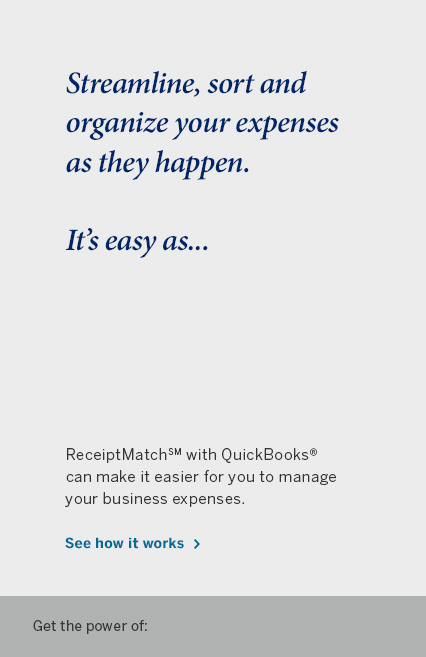 Streamline, sort and
organize your expenses
as they happen.
It’s easy as...
ReceiptMatch℠ with QuickBooks®
can make it easier for you to manage
your business expenses.
See how it works >
Get the power of: